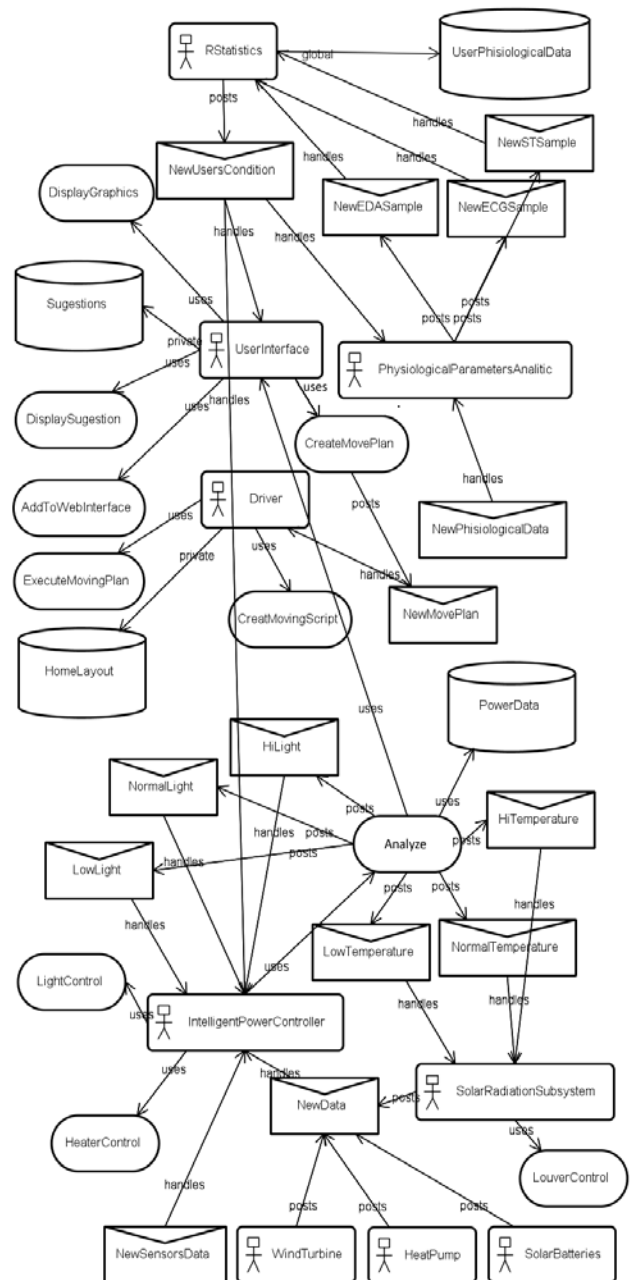 RStatistics
global
UserPhisiologicalData
posts
handles
NewSTSample
handles
handles
NewUsersCondition
DisplayGraphics
NewEDASample
NewECGSample
handles
handles
Sugestions
uses
posts
posts posts
private
uses
UserInterface
PhysiologicalParametersAnalitic
uses
handles
uses
DisplaySugestion
CreateMovePlan
handles
AddToWebInterface
Driver
posts
NewPhisiologicalData
uses
private
uses
handles
ExecuteMovingPlan
CreatMovingScript
NewMovePlan
HomeLayout
uses
PowerData
HiLight
NormalLight
uses
posts
HiTemperature
handles
posts
posts
Analyze
LowLight
handles
posts
posts
posts
handles
handles
LowTemperature
NormalTemperature
uses
LightControl
handles
handles
uses
IntelligentPowerController
uses
handles
SolarRadiationSubsystem
posts
NewData
HeaterControl
uses
handles
LouverControl
posts
posts
posts
NewSensorsData
WindTurbine
HeatPump
SolarBatteries